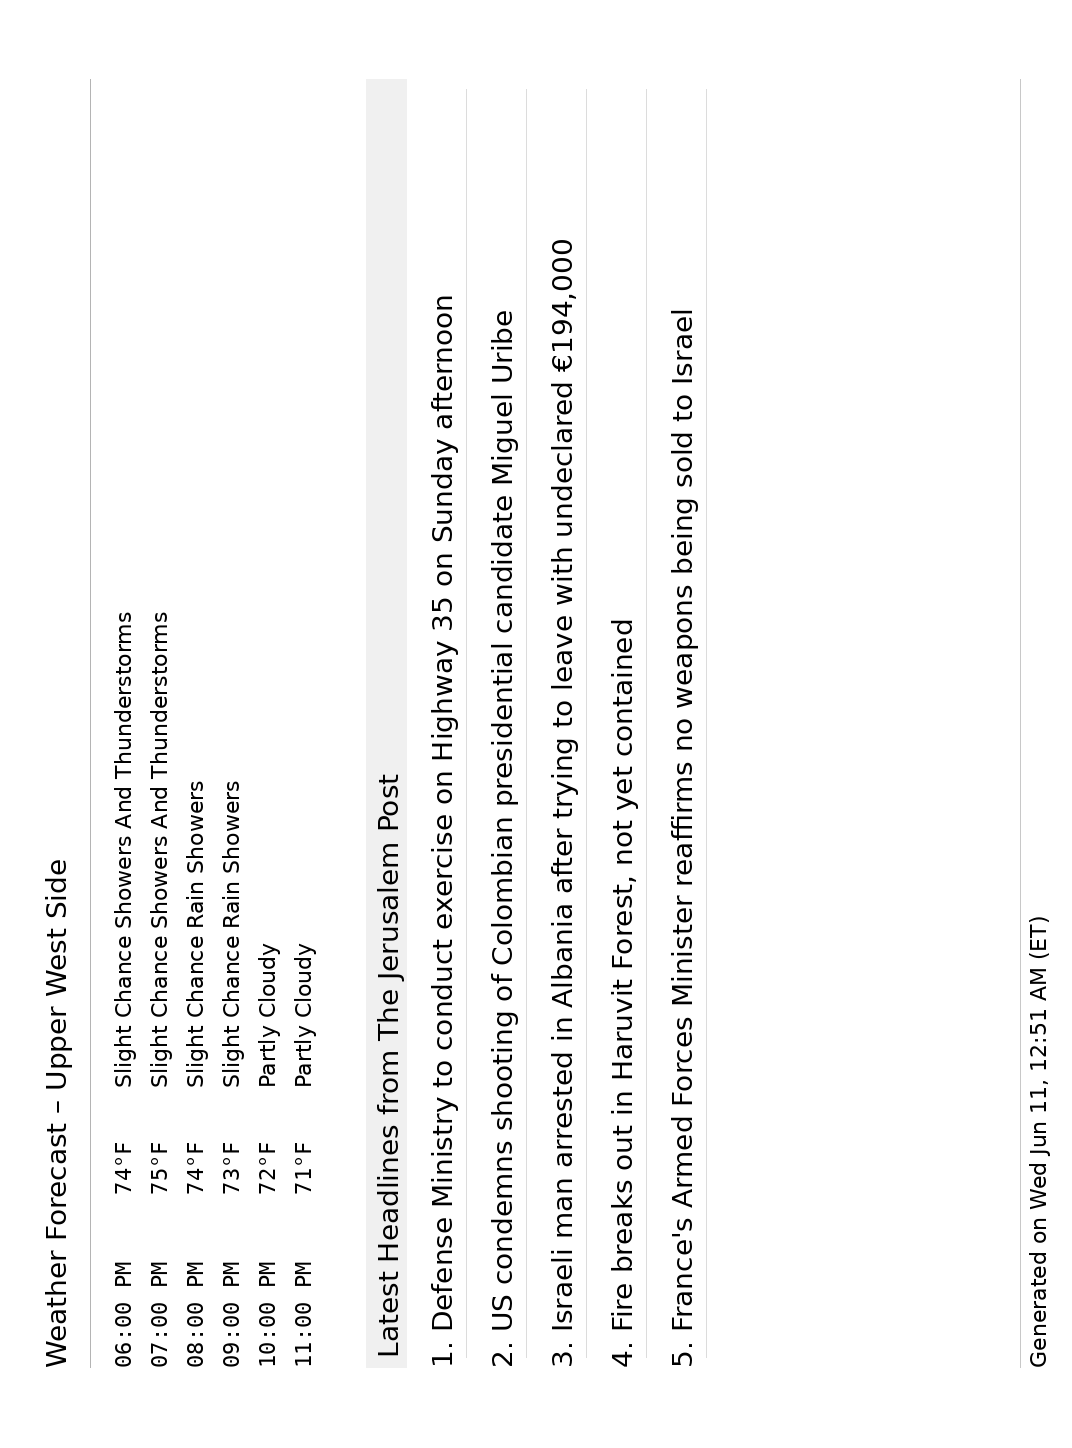 Weather Forecast – Upper West Side
06:00 PM 74°F Slight Chance Showers And Thunderstorms
07:00 PM 75°F Slight Chance Showers And Thunderstorms
08:00 PM 74°F Slight Chance Rain Showers
09:00 PM 73°F Slight Chance Rain Showers
10:00 PM 72°F Partly Cloudy
11:00 PM 71°F Partly Cloudy
Latest Headlines from The Jerusalem Post
1. Defense Ministry to conduct exercise on Highway 35 on Sunday afternoon
2. US condemns shooting of Colombian presidential candidate Miguel Uribe
3. Israeli man arrested in Albania after trying to leave with undeclared €194,000
4. Fire breaks out in Haruvit Forest, not yet contained
5. France's Armed Forces Minister reaffirms no weapons being sold to Israel
Generated on Wed Jun 11, 12:51 AM (ET)